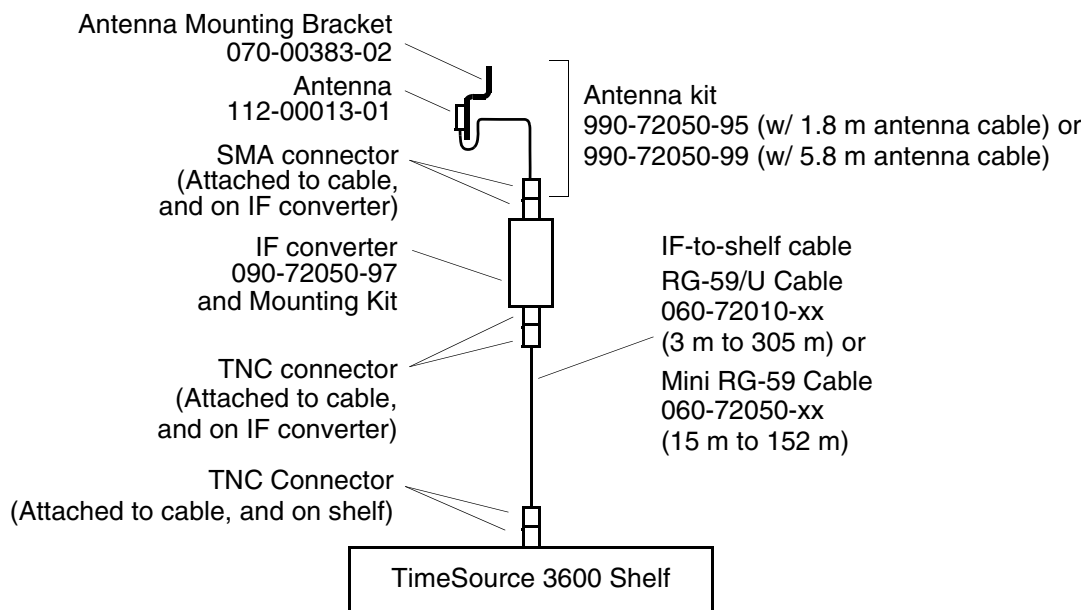 Antenna Mounting Bracket
070-00383-02
Antenna
112-00013-01
SMA connector
(Attached to cable,
and on IF converter)
IF converter
090-72050-97
and Mounting Kit
TNC connector
(Attached to cable,
and on IF converter)
TNC Connector
(Attached to cable, and on shelf)
Antenna kit
990-72050-95 (w/ 1.8 m antenna cable) or
990-72050-99 (w/ 5.8 m antenna cable)
IF-to-shelf cable
RG-59/U Cable
060-72010-xx
(3 m to 305 m) or
Mini RG-59 Cable
060-72050-xx
(15 m to 152 m)
TimeSource 3600 Shelf